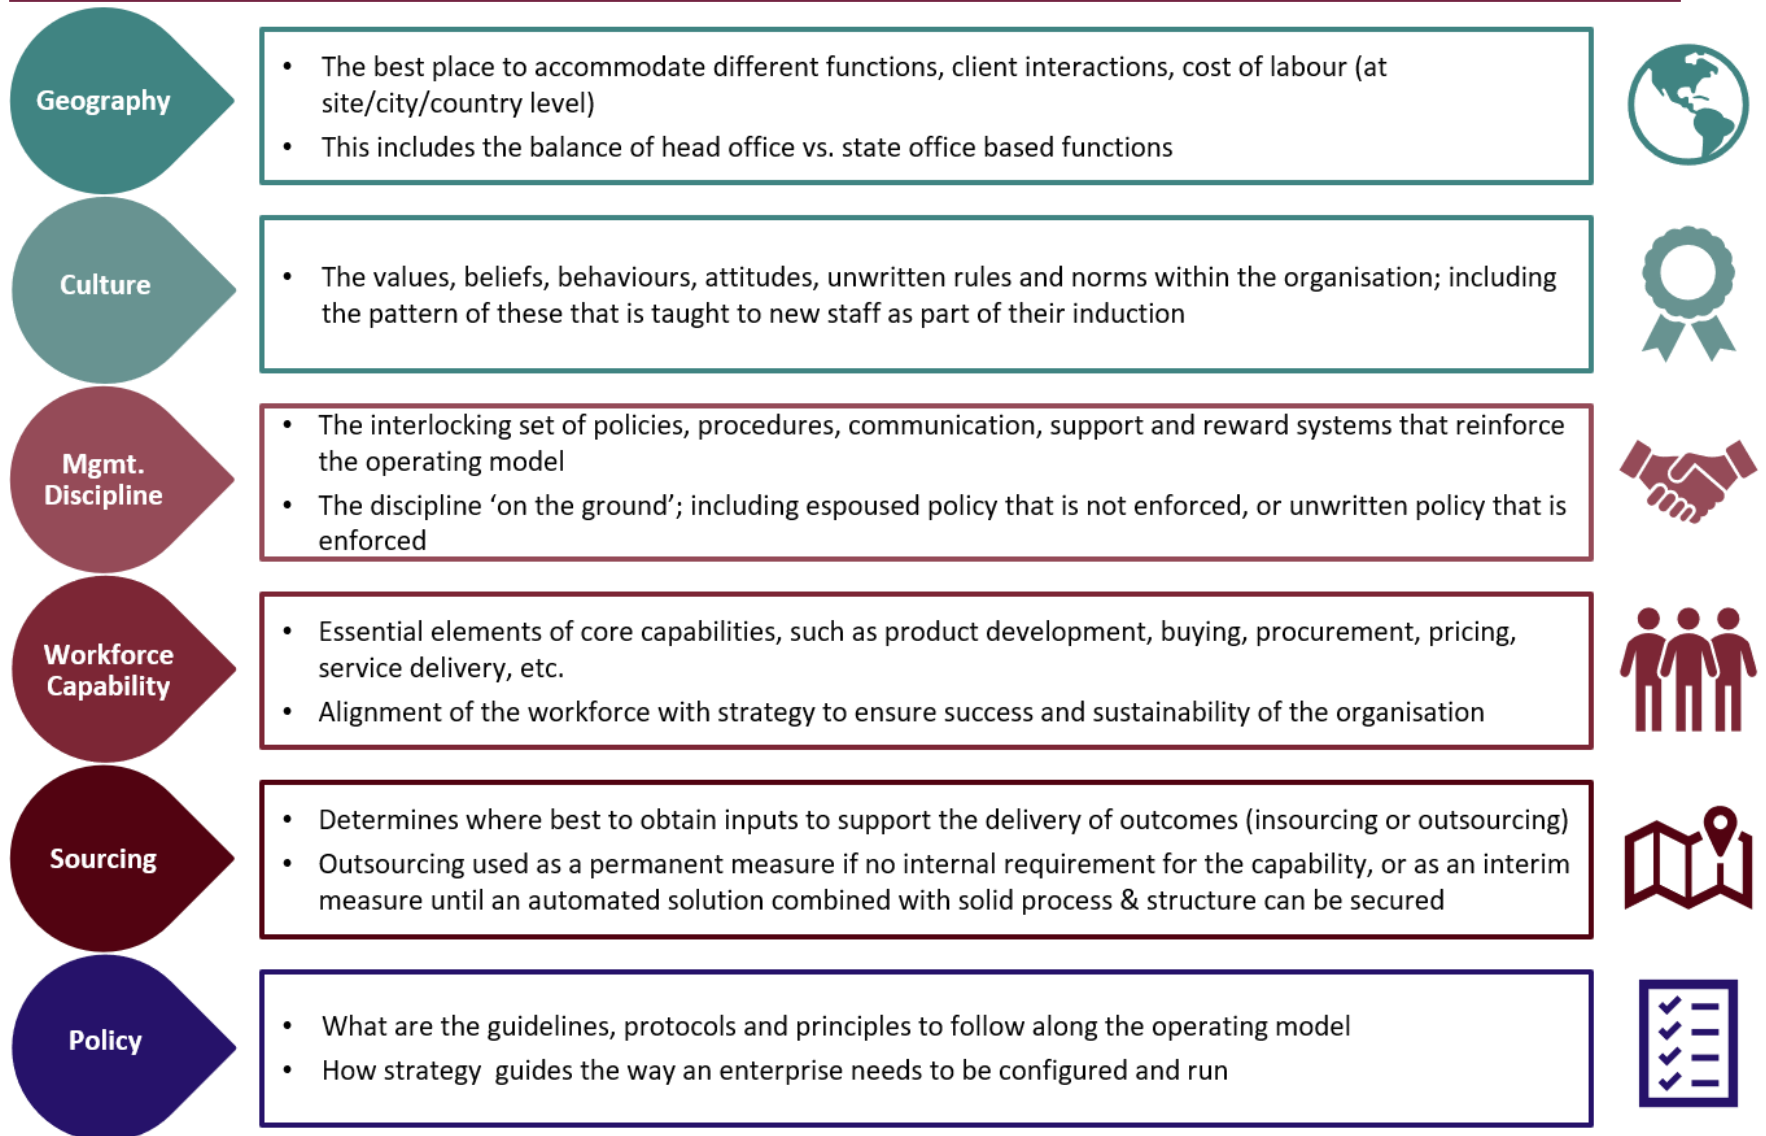 Geography
• The best place to accommodate different functions, client interactions, cost of labour (at
site/city/country level)
• This includes the balance of head office vs. state office based functions
Culture
• The values, beliefs, behaviours, attitudes, unwritten rules and norms within the organisation; including
the pattern of these that is taught to new staff as part of their induction
Mgmt.
Discipline
• The interlocking set of policies, procedures, communication, support and reward systems that reinforce
the operating model
• The discipline ‘on the ground’; including espoused policy that is not enforced, or unwritten policy that is
enforced
Workforce
Capability
• Essential elements of core capabilities, such as product development, buying, procurement, pricing,
service delivery, etc.
• Alignment of the workforce with strategy to ensure success and sustainability of the organisation
Sourcing
• Determines where best to obtain inputs to support the delivery of outcomes (insourcing or outsourcing)
• Outsourcing used as a permanent measure if no internal requirement for the capability, or as an interim
measure until an automated solution combined with solid process & structure can be secured
Policy
• What are the guidelines, protocols and principles to follow along the operating model
• How strategy  guides the way an enterprise needs to be configured and run